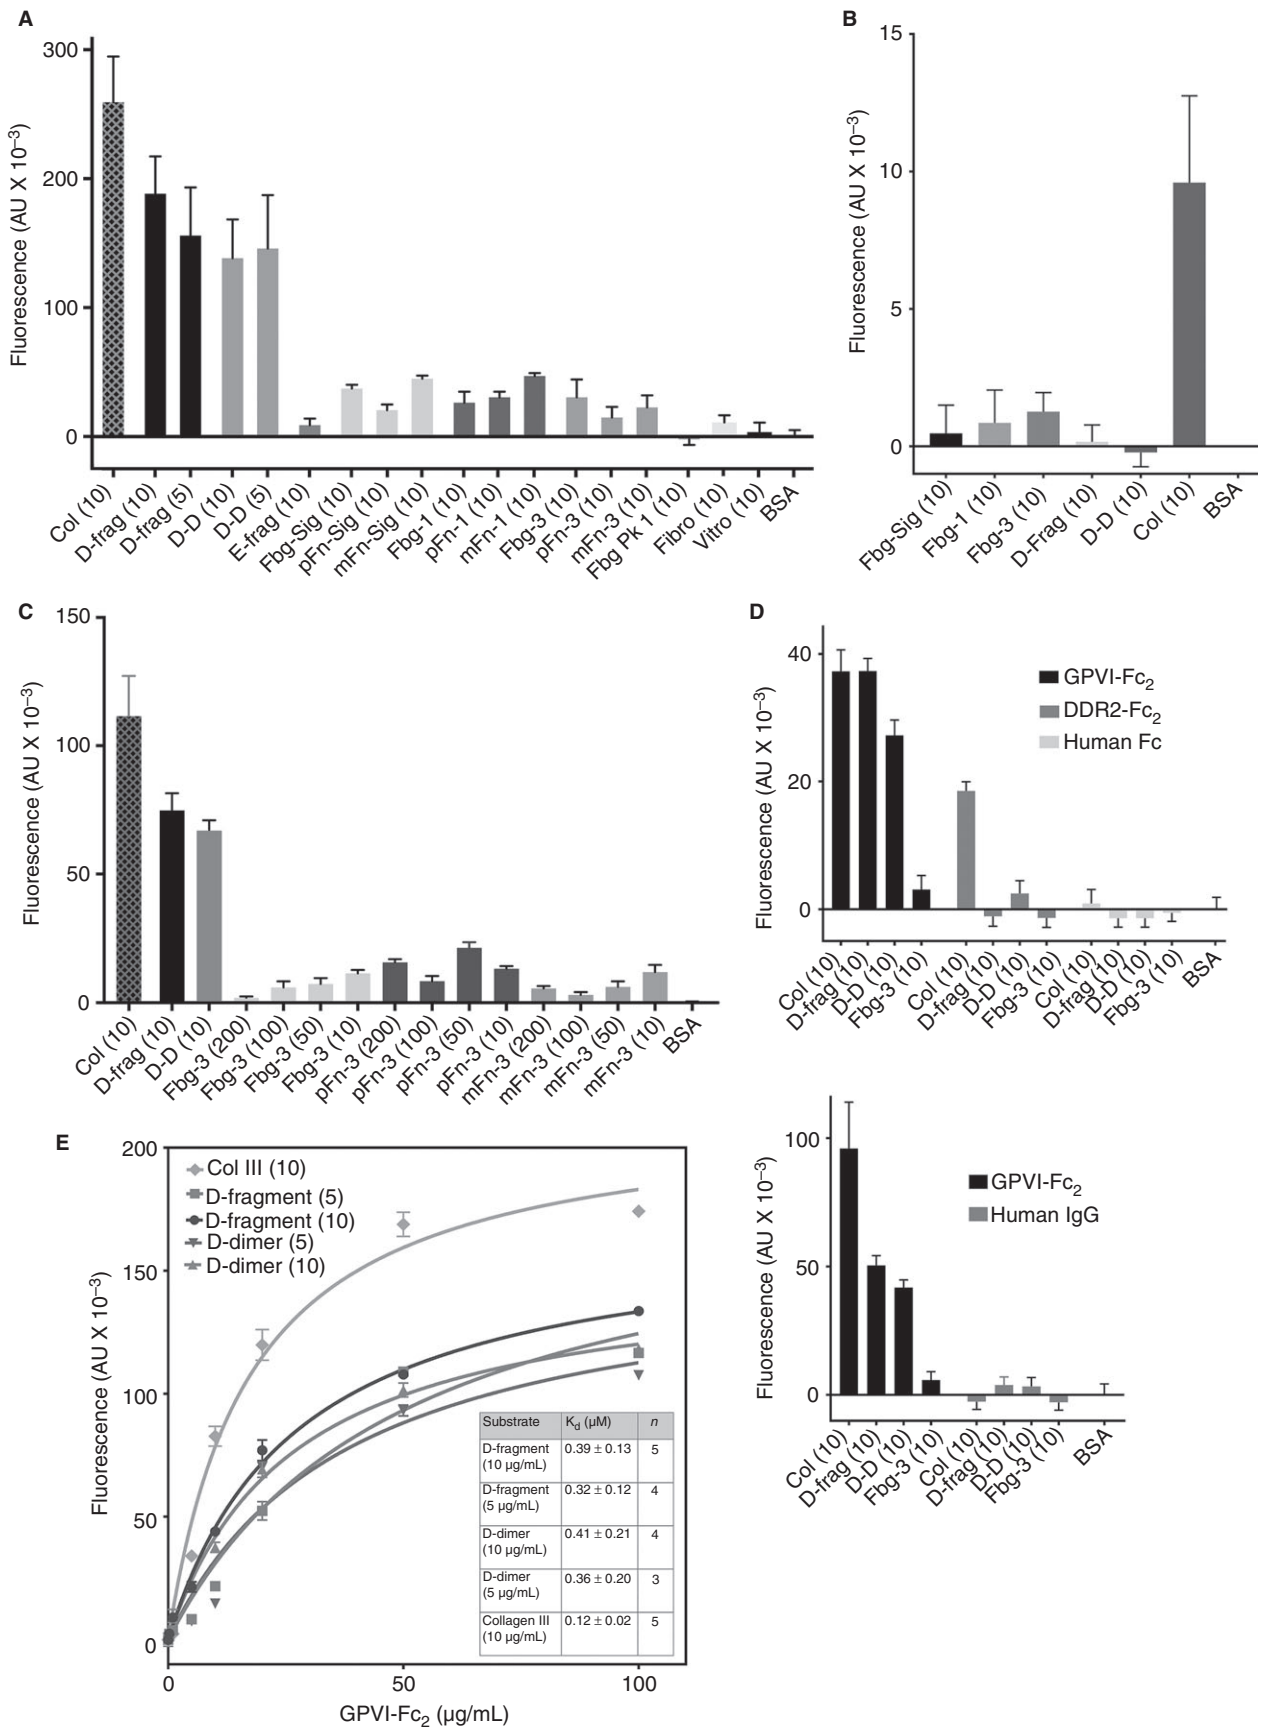 A
300
200
100
0
Fluorescence (AU X 10⁻³)
Col (10)
D-frag (10)
D-frag (5)
D-D (10)
D-D (5)
E-frag (10)
Fbg-Sig (10)
pFn-Sig (10)
mFn-Sig (10)
Fbg-1 (10)
pFn-1 (10)
mFn-1 (10)
Fbg-3 (10)
pFn-3 (10)
mFn-3 (10)
Fbg Pk 1 (10)
Fibro (10)
Vitro (10)
BSA
B
15
10
5
0
Fluorescence (AU X 10⁻³)
Fbg-Sig (10)
Fbg-1 (10)
Fbg-3 (10)
D-Frag (10)
D-D (10)
Col (10)
BSA
C
150
100
50
0
Fluorescence (AU X 10⁻³)
Col (10)
D-frag (10)
D-D (10)
Fbg-3 (200)
Fbg-3 (100)
Fbg-3 (50)
Fbg-3 (10)
pFn-3 (200)
pFn-3 (100)
pFn-3 (50)
pFn-3 (10)
mFn-3 (200)
mFn-3 (100)
mFn-3 (50)
mFn-3 (10)
BSA
D
40
20
0
Fluorescence (AU X 10⁻³)
GPVI-Fc₂
DDR2-Fc₂
Human Fc
Col (10)
D-frag (10)
D-D (10)
Fbg-3 (10)
Col (10)
D-frag (10)
D-D (10)
Fbg-3 (10)
Col (10)
D-frag (10)
D-D (10)
Fbg-3 (10)
BSA
100
50
0
Fluorescence (AU X 10⁻³)
GPVI-Fc₂
Human IgG
Col (10)
D-frag (10)
D-D (10)
Fbg-3 (10)
Col (10)
D-frag (10)
D-D (10)
Fbg-3 (10)
BSA
E
200
150
100
50
0
Fluorescence (AU X 10⁻³)
Col III (10)
D-fragment (5)
D-fragment (10)
D-dimer (5)
D-dimer (10)
Substrate K_d (µM) n
D-fragment 0.39 ± 0.13 5
(10 µg/mL)
D-fragment 0.32 ± 0.12 4
(5 µg/mL)
D-dimer 0.41 ± 0.21 4
(10 µg/mL)
D-dimer 0.36 ± 0.20 3
(5 µg/mL)
Collagen III 0.12 ± 0.02 5
(10 µg/mL)
0 50 100
GPVI-Fc₂ (µg/mL)